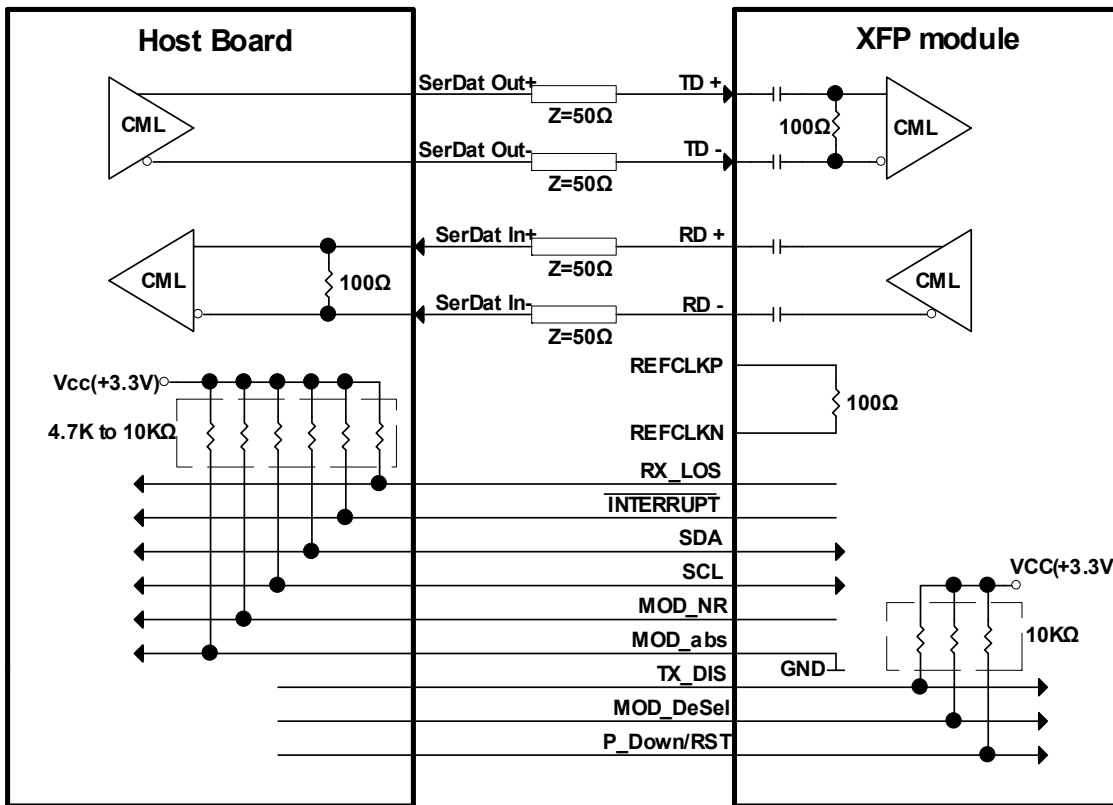 Host Board
XFP module
SerDat Out+
TD +
CML
Z=50Ω
100Ω
CML
SerDat Out-
TD -
Z=50Ω
SerDat In+
RD +
CML
Z=50Ω
100Ω
CML
SerDat In-
RD -
Z=50Ω
REFCLKP
Vcc(+3.3V)
100Ω
4.7K to 10KΩ
REFCLKN
RX_LOS
INTERRUPT
SDA
SCL
VCC(+3.3V
MOD_NR
10KΩ
MOD_abs
GND
TX_DIS
MOD_DeSel
P_Down/RST